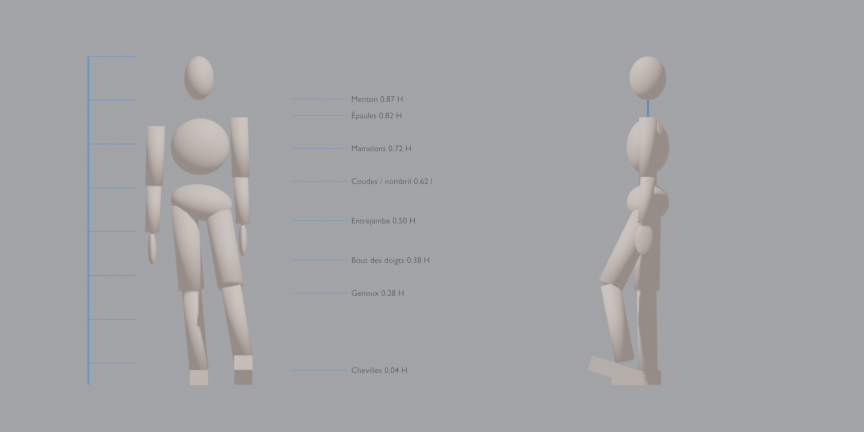 Menton 0.87 H
Épaules 0.82 H
Mamelons 0.72 H
Coudes / nombril 0.62 I
Entrejambe 0.50 H
Bout des doigts 0.38 H
Genoux 0.28 H
Chevilles 0.04 H